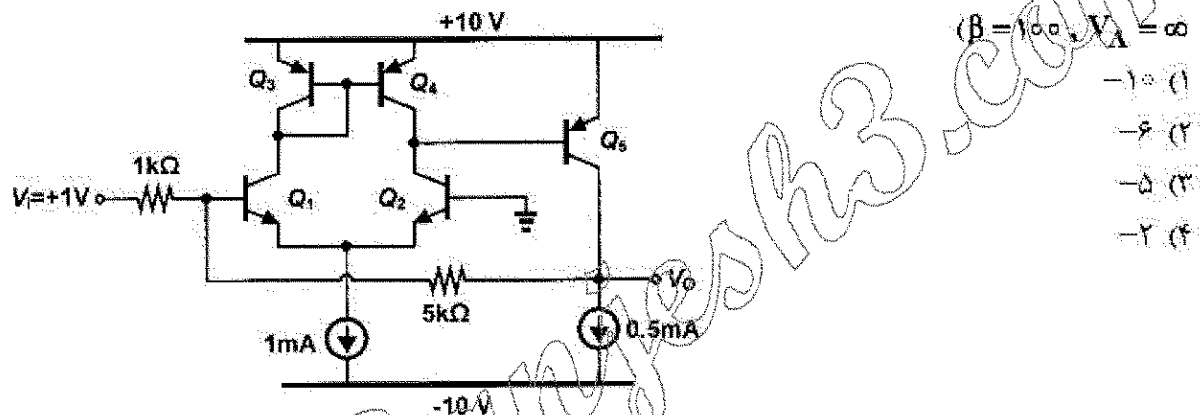 +10 V
(β = ۱۰۰ , V_A = ∞
Q₃
Q₄
۱) ‎−۱۰
۲) ‎−۶
۳) ‎−۵
۴) ‎−۲
Q₅
1kΩ
Vᵢ=+1V
Q₁
Q₂
V_O
5kΩ
1mA
0.5mA
-10 V